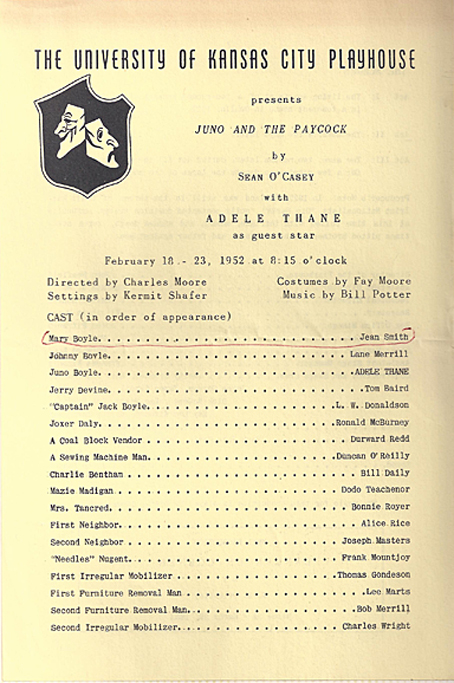 THE UNIVERSITY OF KANSAS CITY PLAYHOUSE
presents
JUNO AND THE PAYCOCK
by
SEAN O'CASEY
with
ADELE THANE
as guest star
February 18 - 23, 1952 at 8:15 o'clock
Directed by Charles Moore Costumes by Fay Moore
Settings by Kermit Shafer Music by Bill Potter
CAST (in order of appearance)
Mary Boyle. . . . . . . . . . . . . . . . . . . . . . . . Jean Smith
Johnny Boyle. . . . . . . . . . . . . . . . . . . . . . . Lane Merrill
Juno Boyle. . . . . . . . . . . . . . . . . . . . . . . . ADELE THANE
Jerry Devine. . . . . . . . . . . . . . . . . . . . . . . Tom Baird
"Captain" Jack Boyle. . . . . . . . . . . . . . . . . . . L. W. Donaldson
Joxer Daly. . . . . . . . . . . . . . . . . . . . . . . . Ronald McBurney
A Coal Block Vendor . . . . . . . . . . . . . . . . . . . Durward Redd
A Sewing Machine Man. . . . . . . . . . . . . . . . . . . Duncan O'Reilly
Charlie Bentham . . . . . . . . . . . . . . . . . . . . . Bill Daily
Mazie Madigan . . . . . . . . . . . . . . . . . . . . . . Dodo Teachenor
Mrs. Tancred. . . . . . . . . . . . . . . . . . . . . . . Bonnie Royer
First Neighbor. . . . . . . . . . . . . . . . . . . . . . Alice Rice
Second Neighbor . . . . . . . . . . . . . . . . . . . . . Joseph Masters
"Needles" Nugent. . . . . . . . . . . . . . . . . . . . . Frank Mountjoy
First Irregular Mobilizer . . . . . . . . . . . . . . . . Thomas Gondeson
First Furniture Removal Man . . . . . . . . . . . . . . . Lee Marts
Second Furniture Removal Man. . . . . . . . . . . . . . . Bob Merrill
Second Irregular Mobilizer. . . . . . . . . . . . . . . . Charles Wright